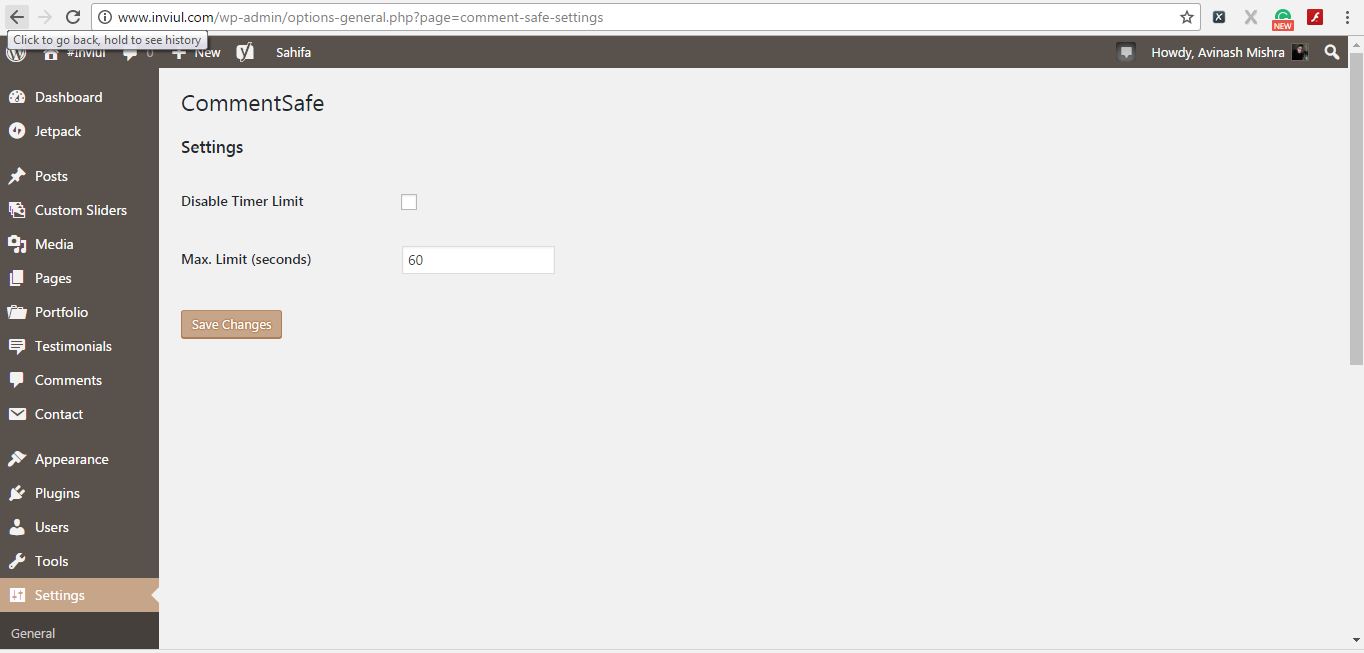 www.inviul.com/wp-admin/options-general.php?page=comment-safe-settings
NEW
Click to go back, hold to see history
#Inviul 0 New Sahifa Howdy, Avinash Mishra
Dashboard
Jetpack
Posts
Custom Sliders
Media
Pages
Portfolio
Testimonials
Comments
Contact
Appearance
Plugins
Users
Tools
Settings
General
CommentSafe
Settings
Disable Timer Limit
Max. Limit (seconds) 60
Save Changes